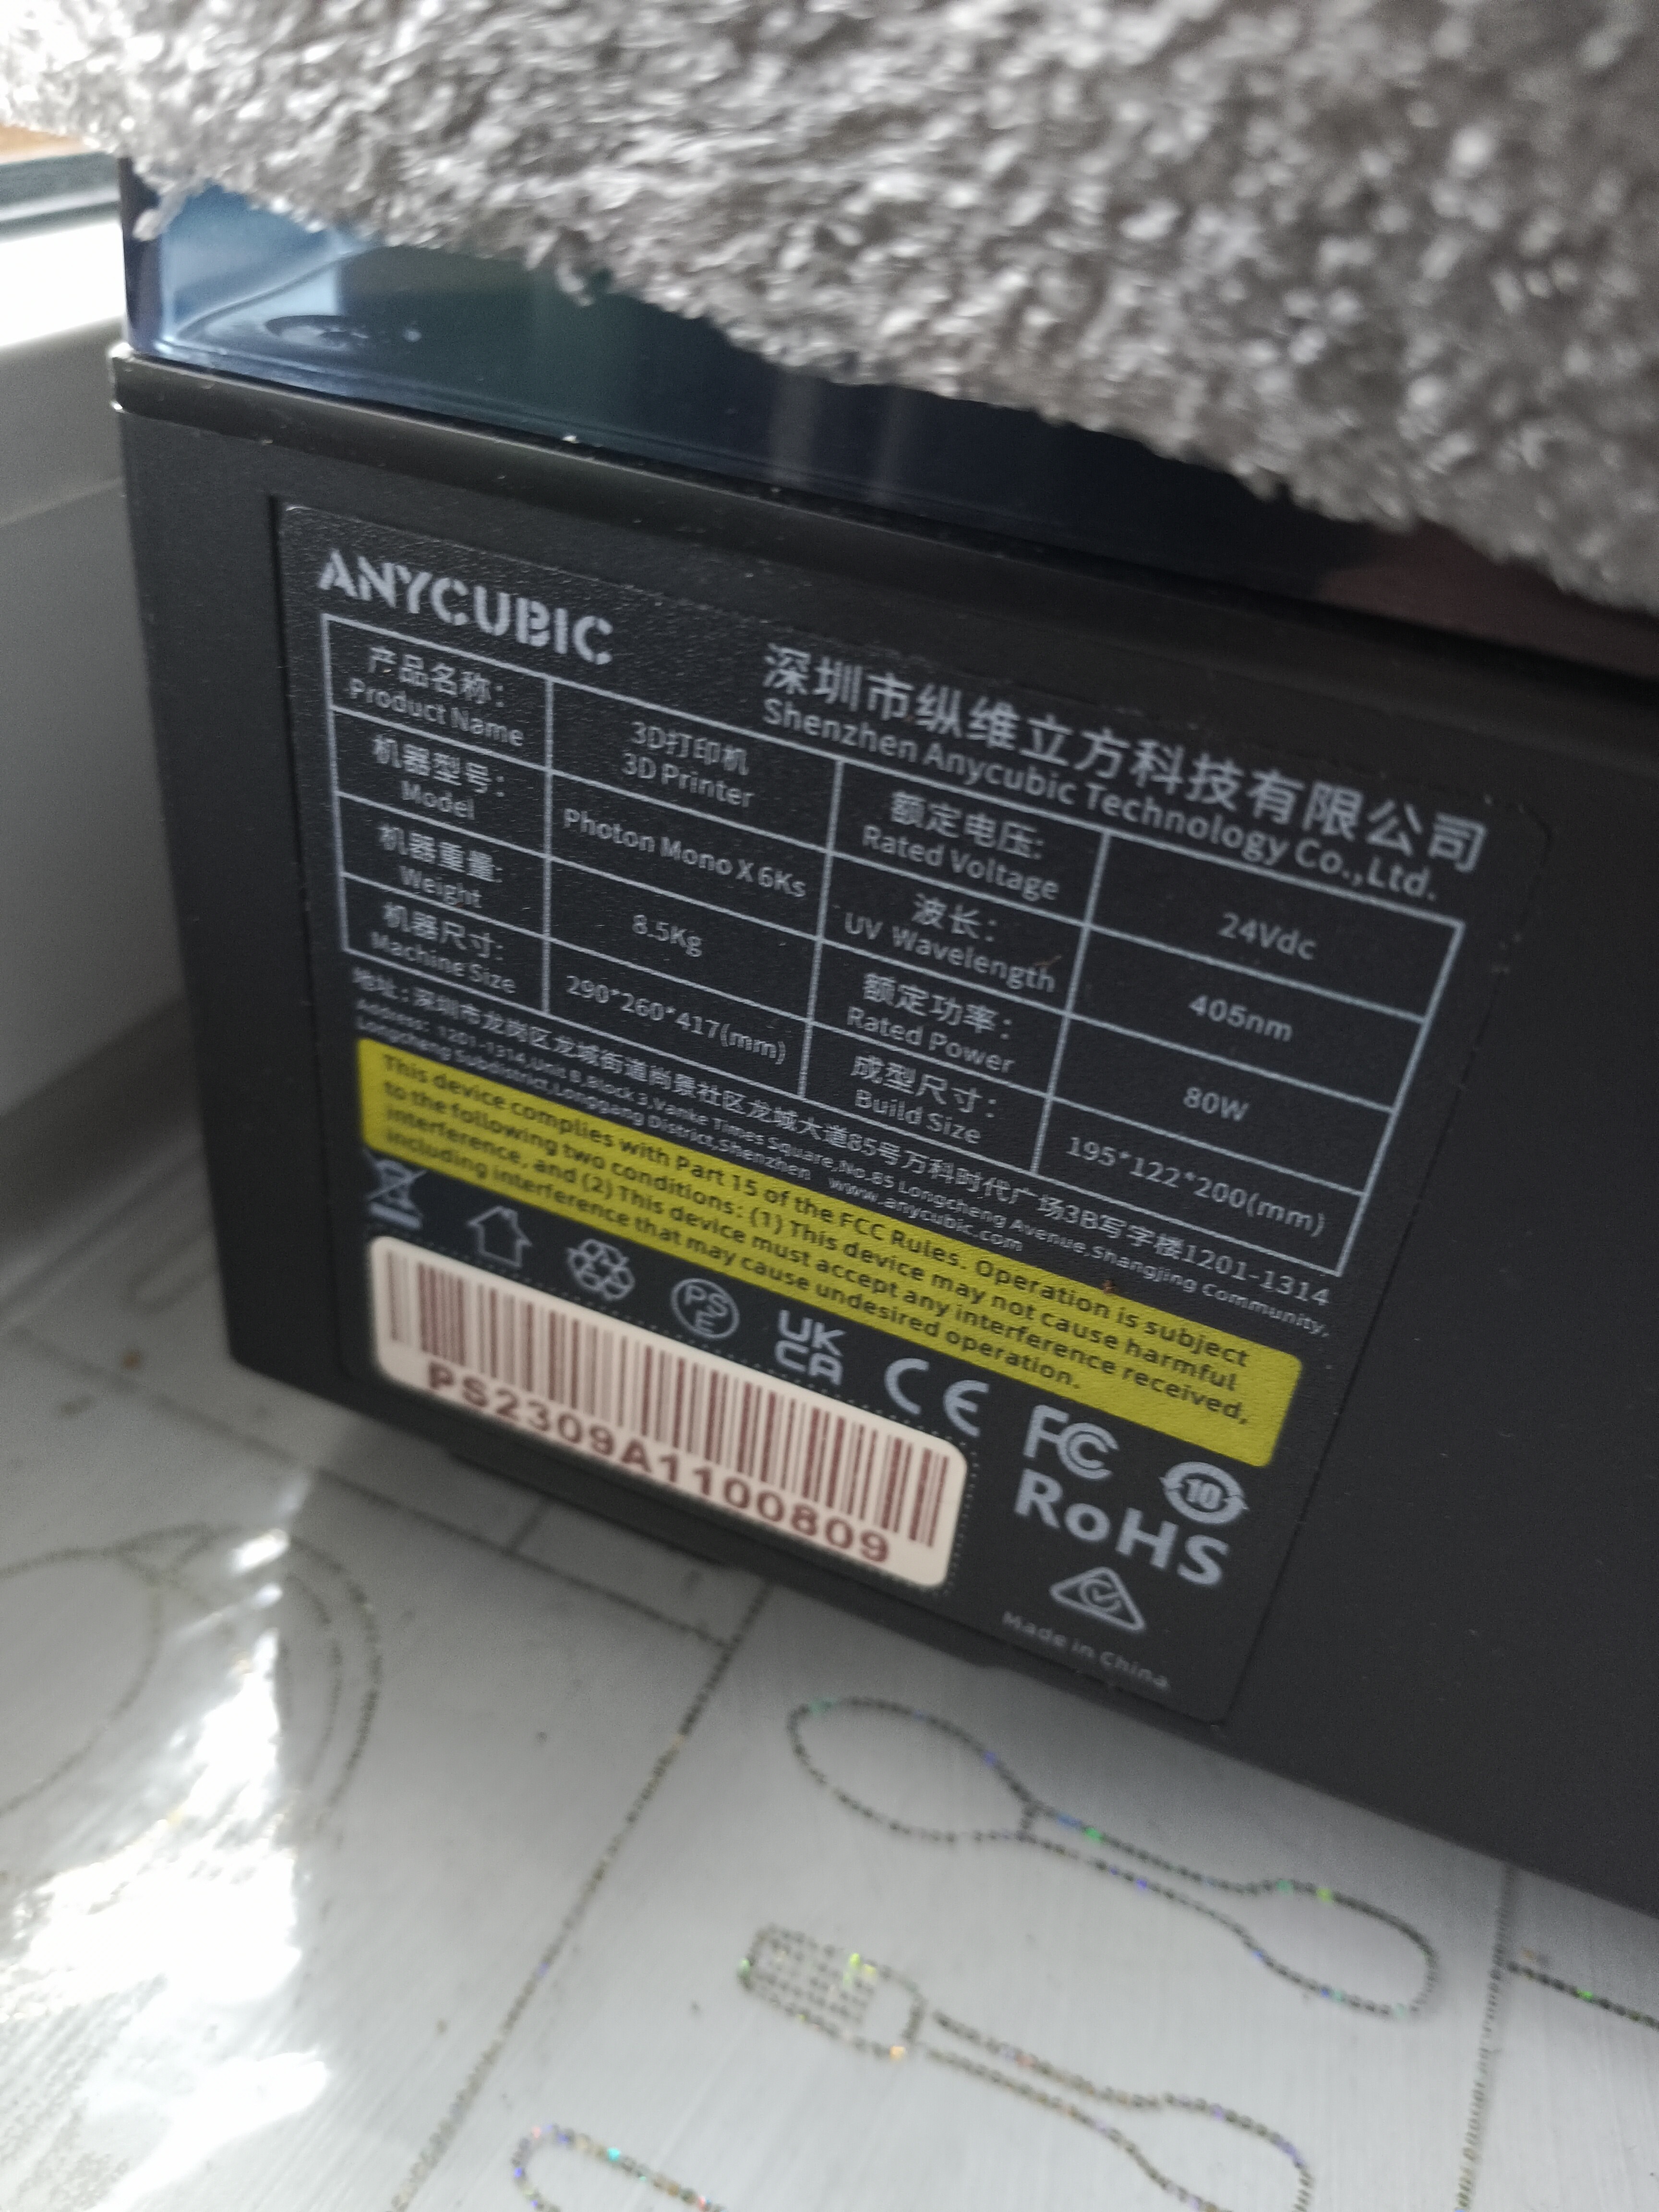 ANYCUBIC
深圳市纵维立方科技有限公司
Shenzhen Anycubic Technology Co.,Ltd.
产品名称：
Product Name
3D打印机
3D Printer
额定电压:
Rated Voltage
24Vdc
机器型号：
Model
Photon Mono X 6Ks
波长：
UV Wavelength
405nm
机器重量:
Weight
8.5Kg
额定功率：
Rated Power
80W
机器尺寸：
Machine Size
290*260*417(mm)
成型尺寸：
Build Size
195*122*200(mm)
地址：深圳市龙岗区龙城街道尚景社区龙城大道85号万科时代广场3B写字楼1201-1314
Address: 1201-1314,Unit B,Block 3,Vanke Times Square,No.85 Longcheng Avenue,Shangjing Community,
Longcheng Subdistrict,Longgang District,Shenzhen www.anycubic.com
This device complies with Part 15 of the FCC Rules. Operation is subject
to the following two conditions: (1) This device may not cause harmful
interference, and (2) This device must accept any interference received,
including interference that may cause undesired operation.
PS
E
UK
CA
CE
FC
10
RoHS
PS2309A1100809
Made in China